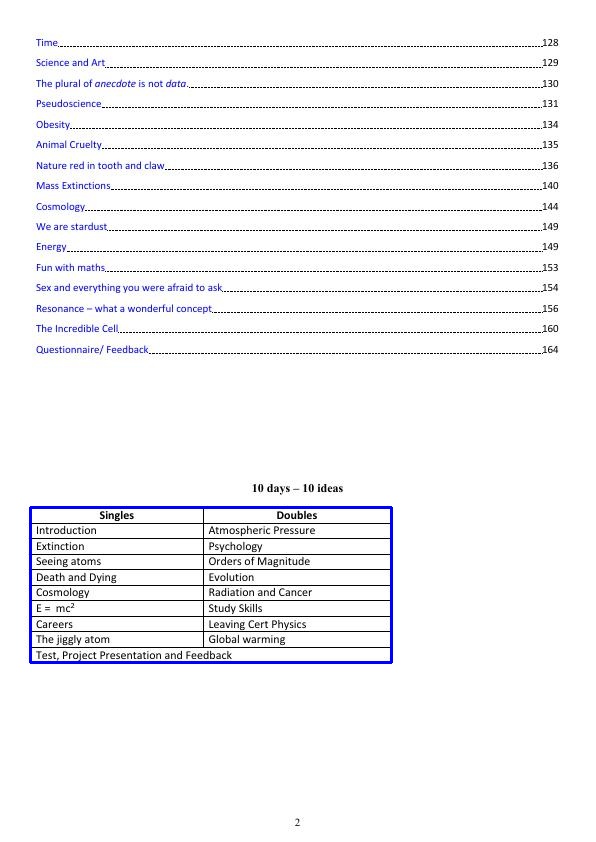 Time 128
Science and Art 129
The plural of anecdote is not data. 130
Pseudoscience 131
Obesity 134
Animal Cruelty 135
Nature red in tooth and claw 136
Mass Extinctions 140
Cosmology 144
We are stardust 149
Energy 149
Fun with maths 153
Sex and everything you were afraid to ask 154
Resonance – what a wonderful concept 156
The Incredible Cell 160
Questionnaire/ Feedback 164
10 days – 10 ideas
Singles Doubles
Introduction Atmospheric Pressure
Extinction Psychology
Seeing atoms Orders of Magnitude
Death and Dying Evolution
Cosmology Radiation and Cancer
E = mc² Study Skills
Careers Leaving Cert Physics
The jiggly atom Global warming
Test, Project Presentation and Feedback
2